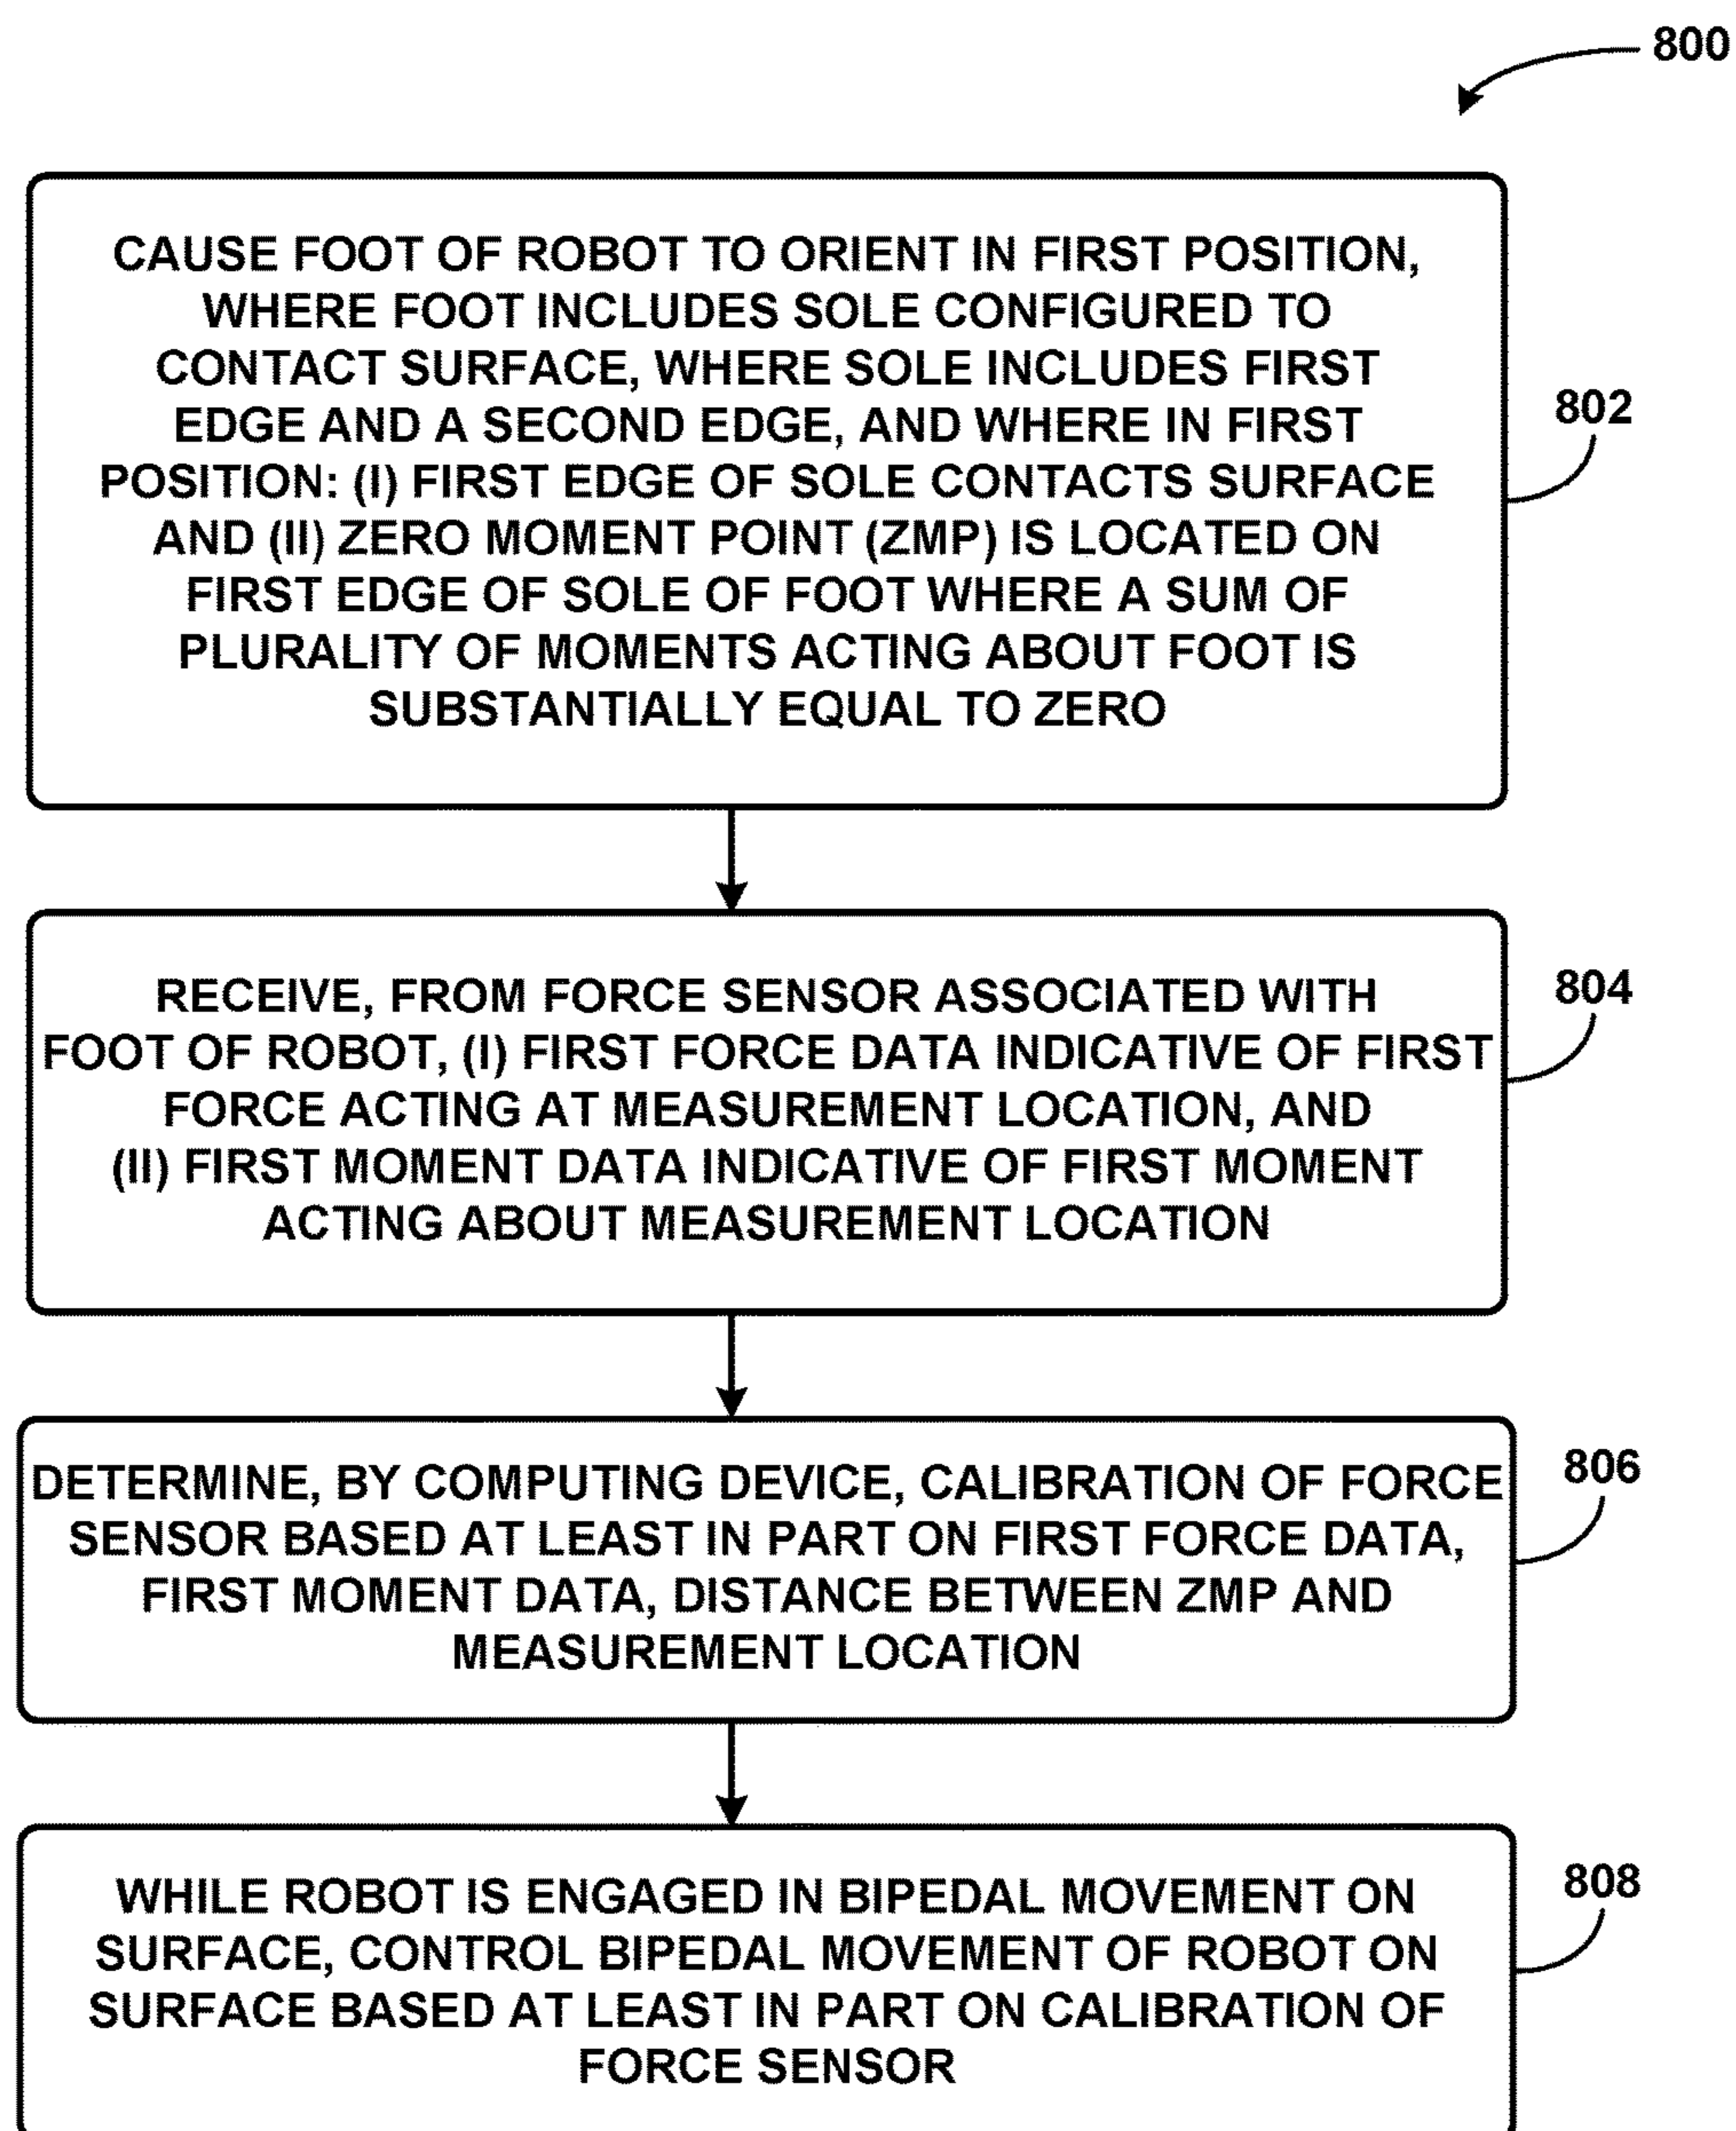 800
CAUSE FOOT OF ROBOT TO ORIENT IN FIRST POSITION,
WHERE FOOT INCLUDES SOLE CONFIGURED TO
CONTACT SURFACE, WHERE SOLE INCLUDES FIRST
EDGE AND A SECOND EDGE, AND WHERE IN FIRST
POSITION: (I) FIRST EDGE OF SOLE CONTACTS SURFACE
AND (II) ZERO MOMENT POINT (ZMP) IS LOCATED ON
FIRST EDGE OF SOLE OF FOOT WHERE A SUM OF
PLURALITY OF MOMENTS ACTING ABOUT FOOT IS
SUBSTANTIALLY EQUAL TO ZERO
802
RECEIVE, FROM FORCE SENSOR ASSOCIATED WITH
FOOT OF ROBOT, (I) FIRST FORCE DATA INDICATIVE OF FIRST
FORCE ACTING AT MEASUREMENT LOCATION, AND
(II) FIRST MOMENT DATA INDICATIVE OF FIRST MOMENT
ACTING ABOUT MEASUREMENT LOCATION
804
DETERMINE, BY COMPUTING DEVICE, CALIBRATION OF FORCE
SENSOR BASED AT LEAST IN PART ON FIRST FORCE DATA,
FIRST MOMENT DATA, DISTANCE BETWEEN ZMP AND
MEASUREMENT LOCATION
806
WHILE ROBOT IS ENGAGED IN BIPEDAL MOVEMENT ON
SURFACE, CONTROL BIPEDAL MOVEMENT OF ROBOT ON
SURFACE BASED AT LEAST IN PART ON CALIBRATION OF
FORCE SENSOR
808